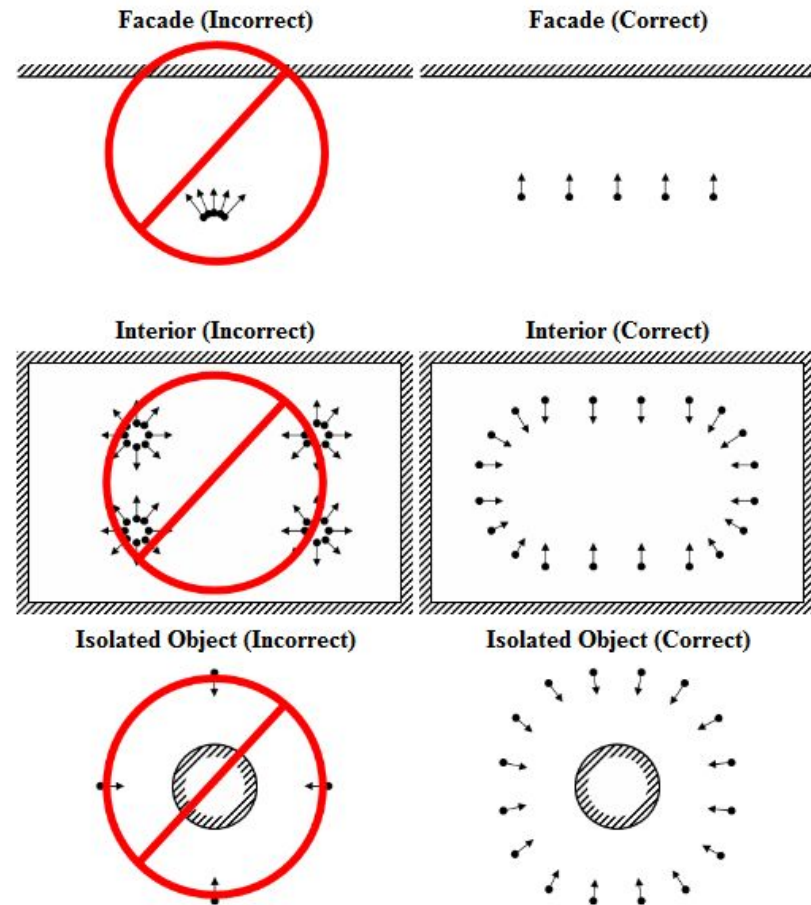 Facade (Incorrect)
Facade (Correct)
Interior (Incorrect)
Interior (Correct)
Isolated Object (Incorrect)
Isolated Object (Correct)